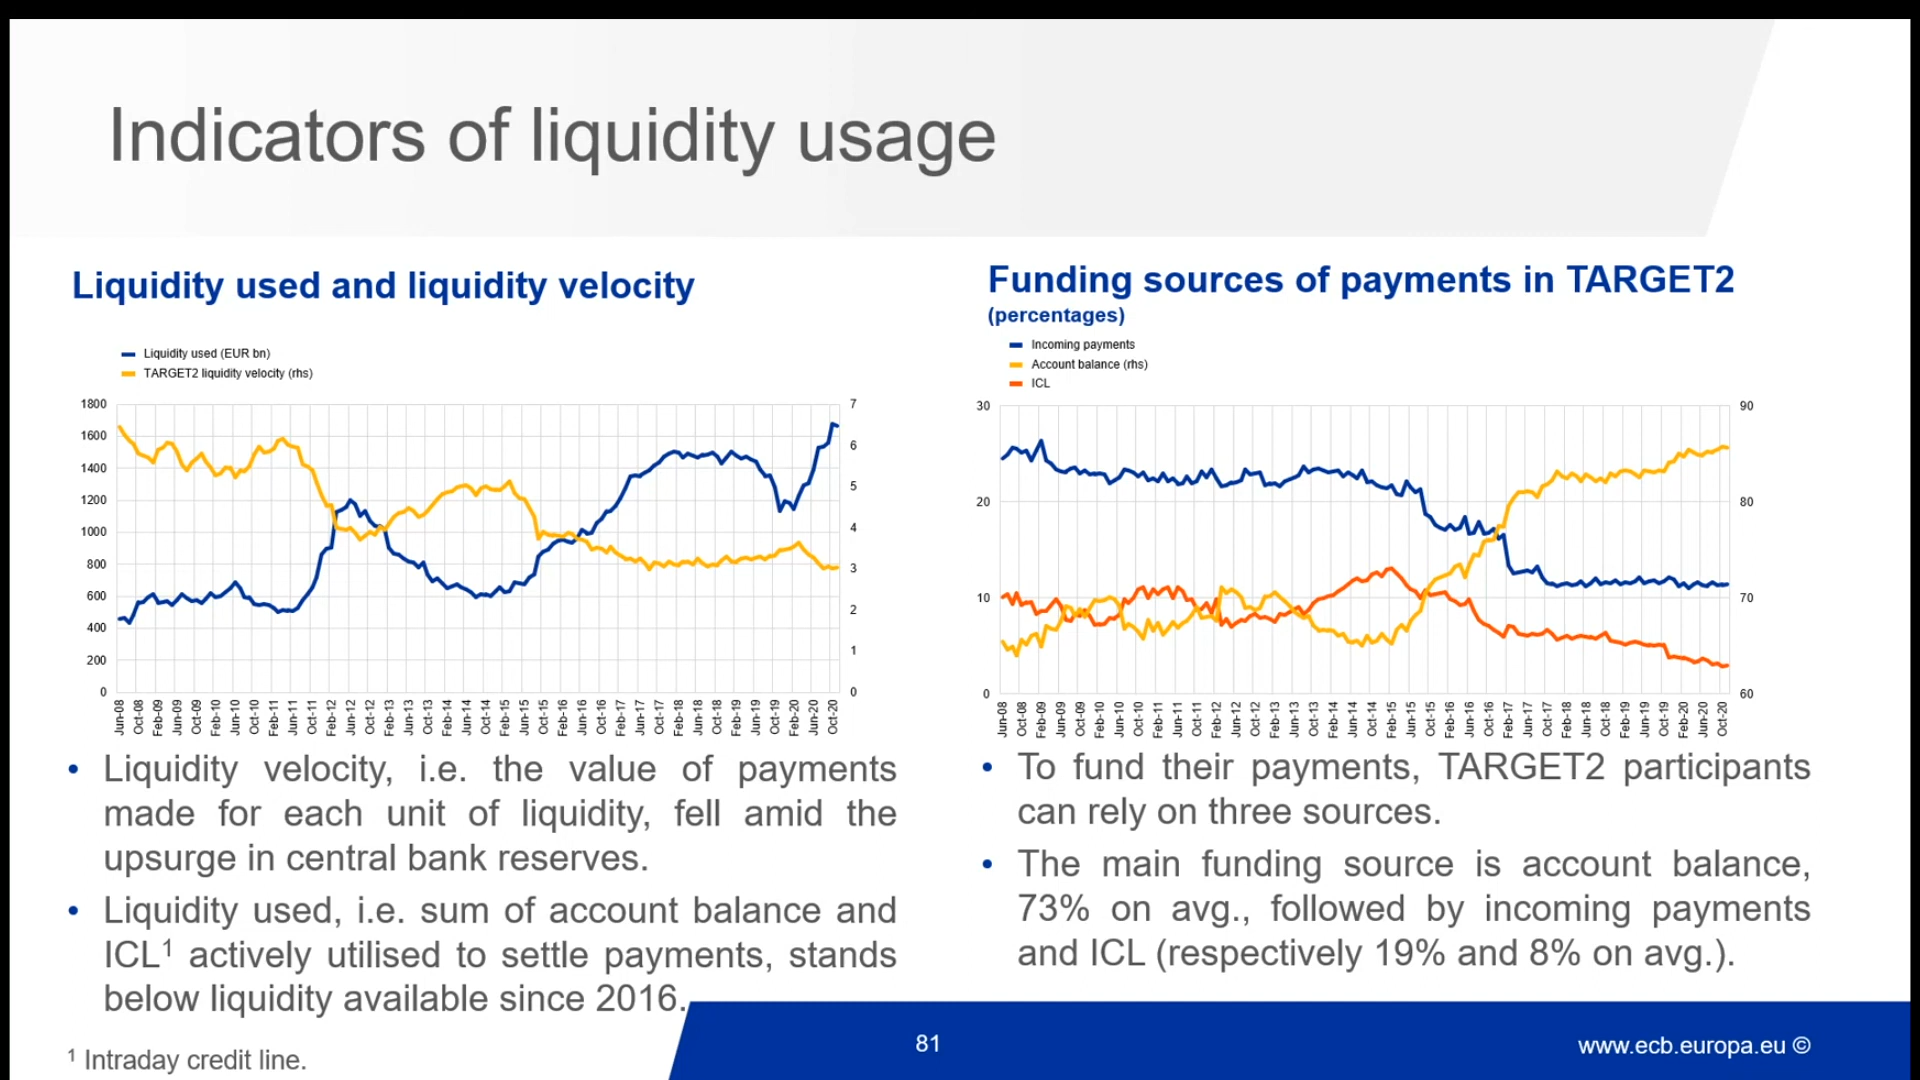 Indicators of liquidity usage
Liquidity used and liquidity velocity
Liquidity used (EUR bn)
TARGET2 liquidity velocity (rhs)
1800
1600
1400
1200
1000
800
600
400
200
0
7
6
5
4
3
2
1
0
Jun-08
Oct-08
Feb-09
Jun-09
Oct-09
Feb-10
Jun-10
Oct-10
Feb-11
Jun-11
Oct-11
Feb-12
Jun-12
Oct-12
Feb-13
Jun-13
Oct-13
Feb-14
Jun-14
Oct-14
Feb-15
Jun-15
Oct-15
Feb-16
Jun-16
Oct-16
Feb-17
Jun-17
Oct-17
Feb-18
Jun-18
Oct-18
Feb-19
Jun-19
Oct-19
Feb-20
Jun-20
Oct-20
• Liquidity velocity, i.e. the value of payments
made for each unit of liquidity, fell amid the
upsurge in central bank reserves.
• Liquidity used, i.e. sum of account balance and
ICL¹ actively utilised to settle payments, stands
below liquidity available since 2016.
¹ Intraday credit line.
Funding sources of payments in TARGET2
(percentages)
Incoming payments
Account balance (rhs)
ICL
30
20
10
0
90
80
70
60
Jun-08
Oct-08
Feb-09
Jun-09
Oct-09
Feb-10
Jun-10
Oct-10
Feb-11
Jun-11
Oct-11
Feb-12
Jun-12
Oct-12
Feb-13
Jun-13
Oct-13
Feb-14
Jun-14
Oct-14
Feb-15
Jun-15
Oct-15
Feb-16
Jun-16
Oct-16
Feb-17
Jun-17
Oct-17
Feb-18
Jun-18
Oct-18
Feb-19
Jun-19
Oct-19
Feb-20
Jun-20
Oct-20
• To fund their payments, TARGET2 participants
can rely on three sources.
• The main funding source is account balance,
73% on avg., followed by incoming payments
and ICL (respectively 19% and 8% on avg.).
81
www.ecb.europa.eu ©